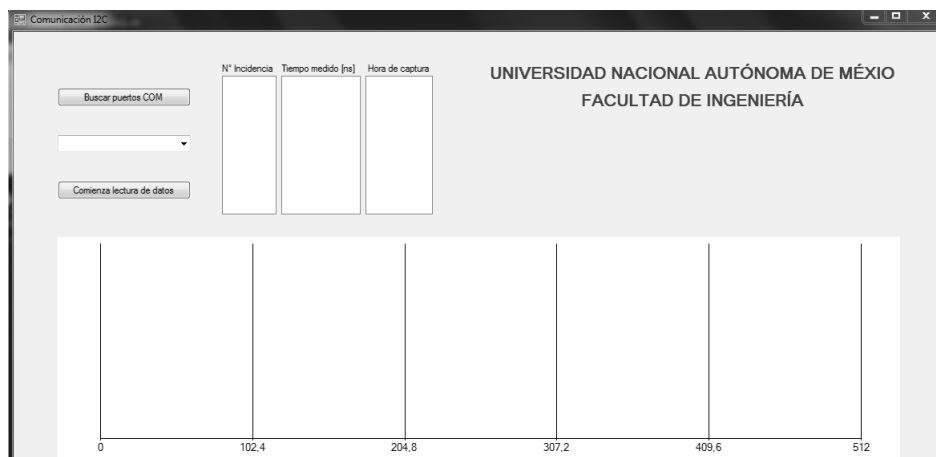 Comunicación I2C
N° Incidencia Tiempo medido [ns] Hora de captura
UNIVERSIDAD NACIONAL AUTÓNOMA DE MÉXIO
FACULTAD DE INGENIERÍA
Buscar puertos COM
Comienza lectura de datos
0 102,4 204,8 307,2 409,6 512